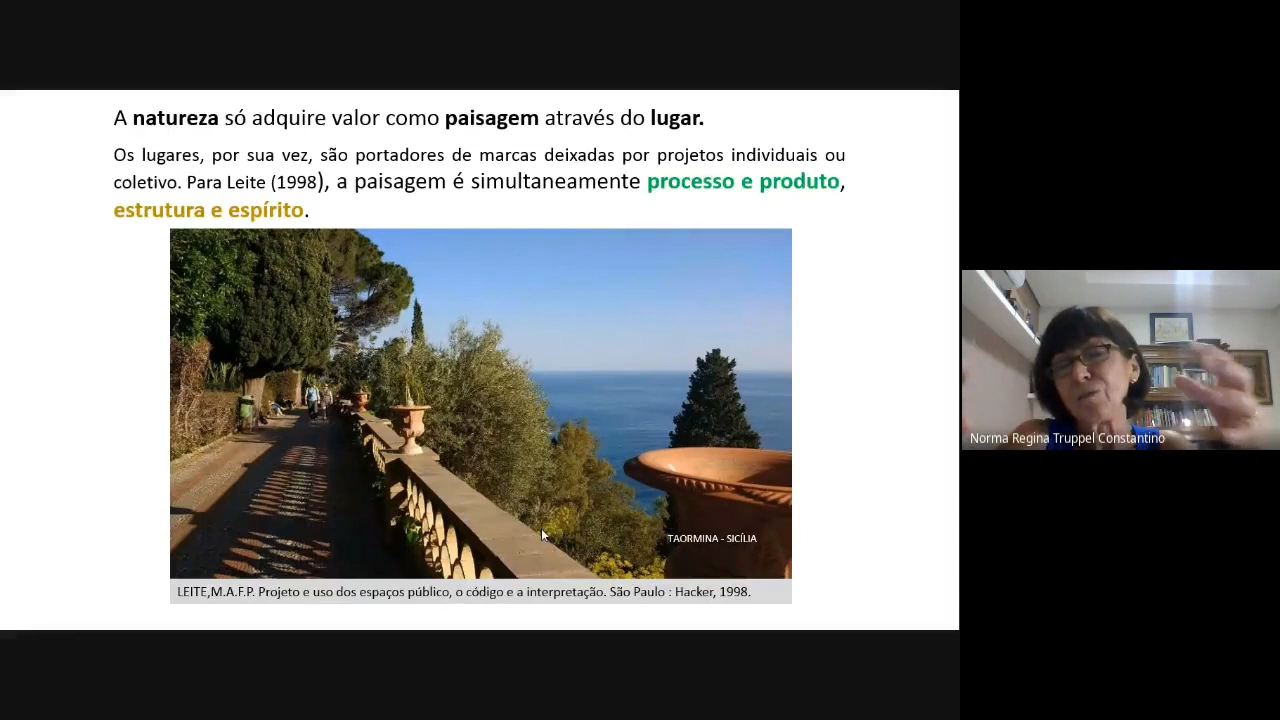 A natureza só adquire valor como paisagem através do lugar.
Os lugares, por sua vez, são portadores de marcas deixadas por projetos individuais ou
coletivo. Para Leite (1998), a paisagem é simultaneamente processo e produto,
estrutura e espírito.
TAORMINA - SICÍLIA
LEITE,M.A.F.P. Projeto e uso dos espaços público, o código e a interpretação. São Paulo : Hacker, 1998.
Norma Regina Truppel Constantino